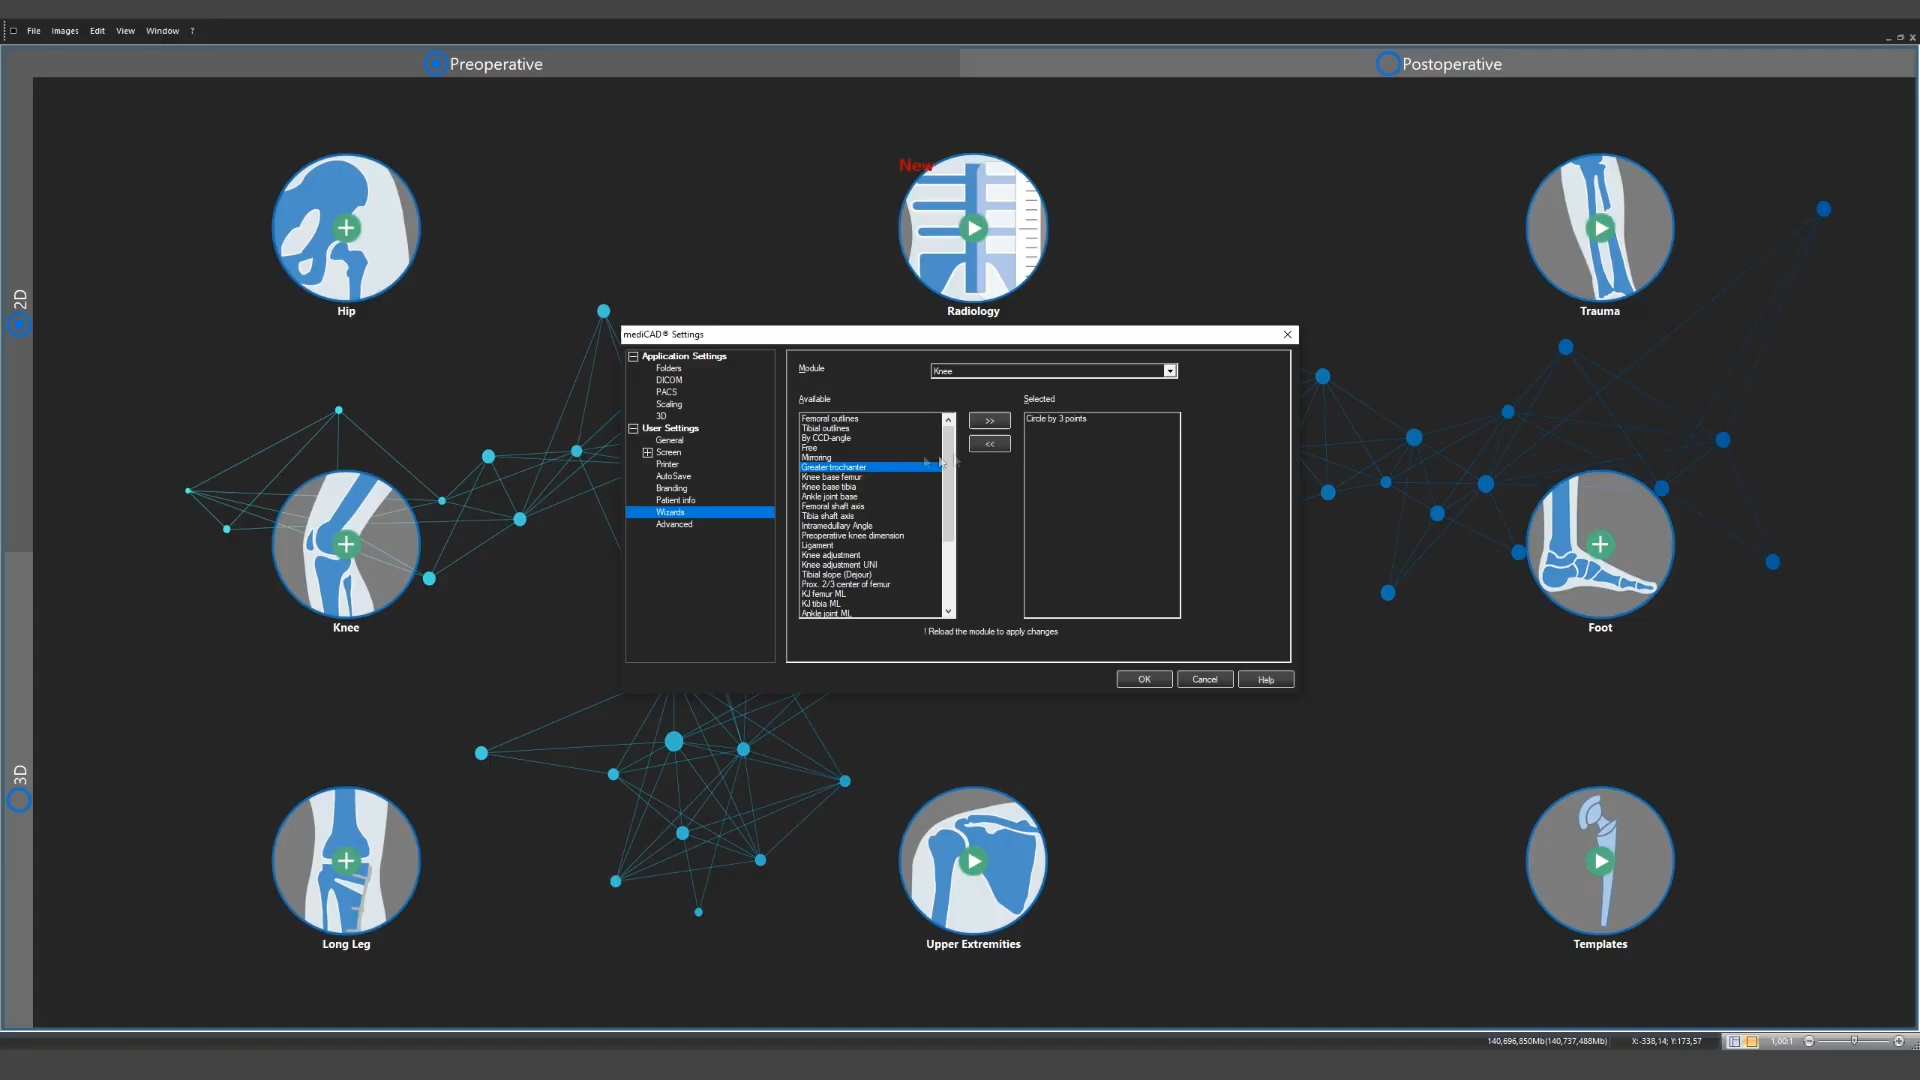 File Images Edit View Window ?
Preoperative
Postoperative
2D
3D
Hip
New
Radiology
Trauma
Knee
Foot
Long Leg
Upper Extremities
Templates
mediCAD® Settings
Application Settings
Folders
DICOM
PACS
Scaling
3D
User Settings
General
Screen
Printer
AutoSave
Branding
Patient info
Wizards
Advanced
Module
Knee
Available
Femoral outlines
Tibial outlines
By CCD-angle
Free
Mirroring
Greater trochanter
Knee base femur
Knee base tibia
Ankle joint base
Femoral shaft axis
Tibia shaft axis
Intramedullary Angle
Preoperative knee dimension
Ligament
Knee adjustment
Knee adjustment UNI
Tibial slope (Dejour)
Prox. 2/3 center of femur
KJ femur ML
KJ tibia ML
Ankle joint ML
>>
<<
Selected
Circle by 3 points
! Reload the module to apply changes
OK Cancel Help
140,696,850Mb(140,737,488Mb) X:-338,14; Y:173,57 1,00:1